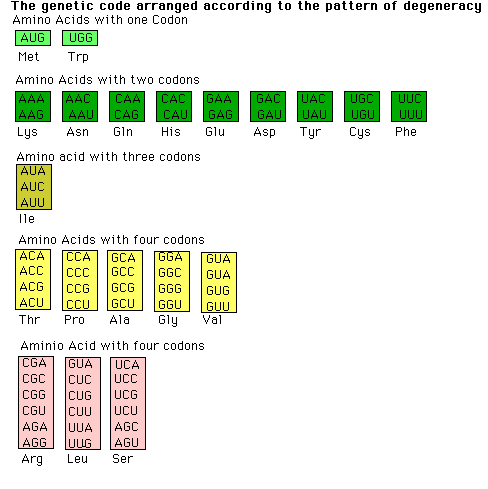 The genetic code arranged according to the pattern of degeneracy
Amino Acids with one Codon
AUG UGG
Met Trp
Amino Acids with two codons
AAA AAC CAA CAC GAA GAC UAC UGC UUC
AAG AAU CAG CAU GAG GAU UAU UGU UUU
Lys Asn Gln His Glu Asp Tyr Cys Phe
Amino acid with three codons
AUA
AUC
AUU
Ile
Amino Acids with four codons
ACA CCA GCA GGA GUA
ACC CCC GCC GGC GUA
ACG CCG GCG GGG GUG
ACU CCU GCU GGU GUU
Thr Pro Ala Gly Val
Aminio Acid with four codons
CGA GUA UCA
CGC CUC UCC
CGG CUG UCG
CGU CUU UCU
AGA UUA AGC
AGG UUG AGU
Arg Leu Ser